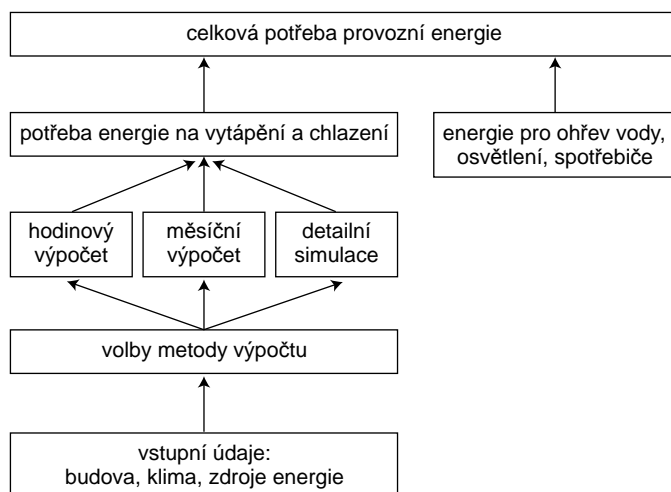 celková potřeba provozní energie
potřeba energie na vytápění a chlazení
energie pro ohřev vody,
osvětlení, spotřebiče
hodinový
výpočet
měsíční
výpočet
detailní
simulace
volby metody výpočtu
vstupní údaje:
budova, klima, zdroje energie